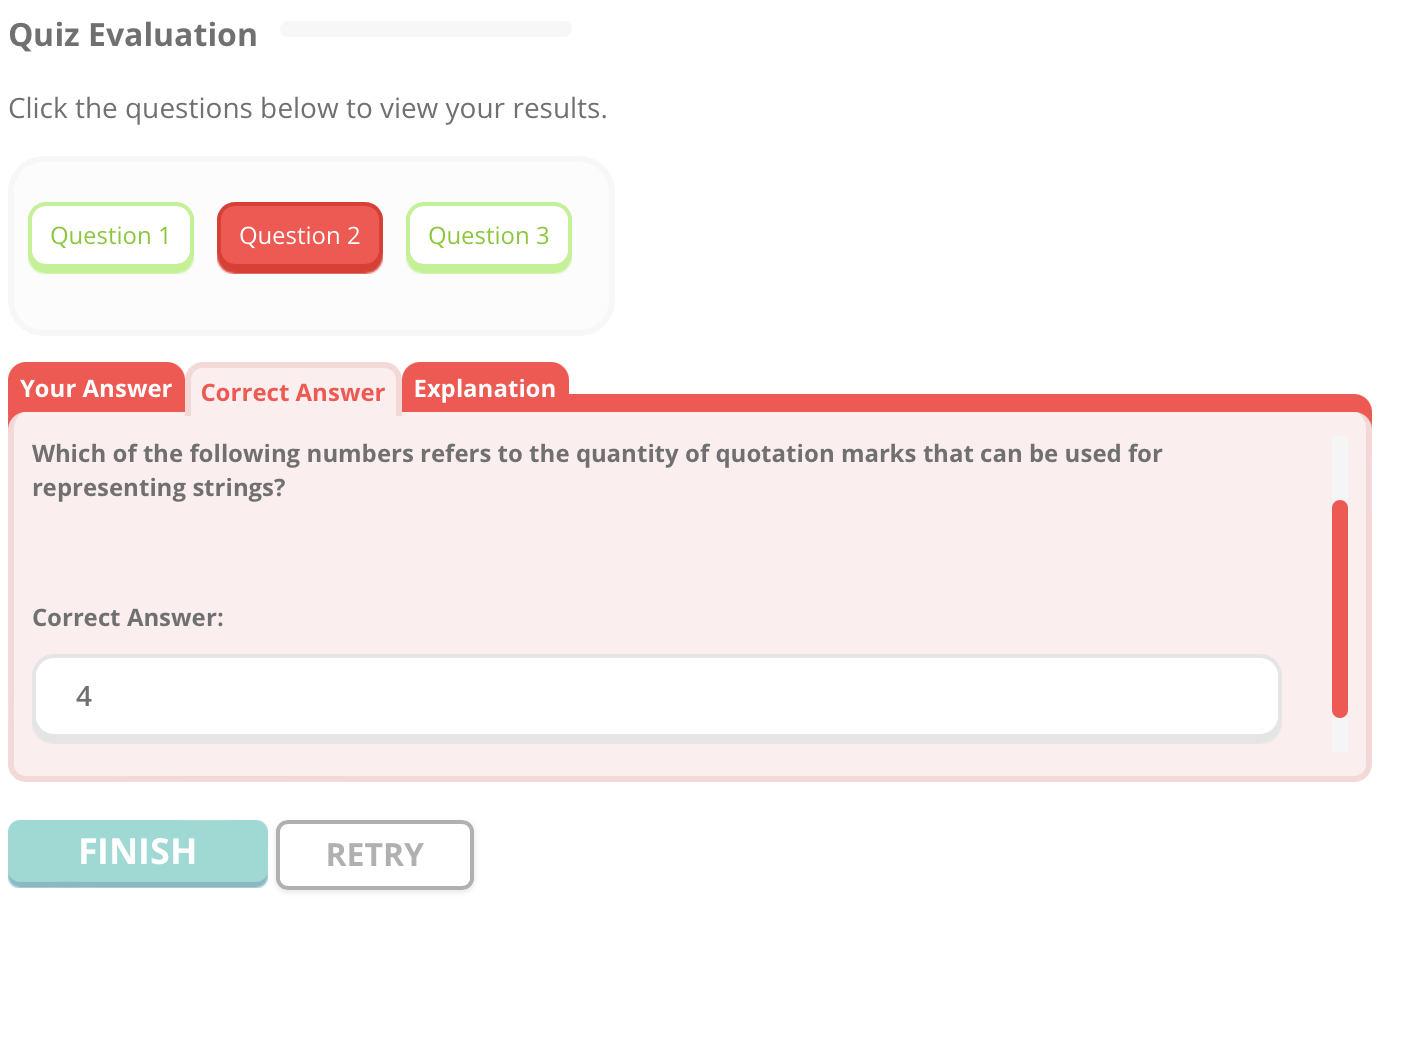 Quiz Evaluation
Click the questions below to view your results.
Question 1
Question 2
Question 3
Your Answer
Correct Answer
Explanation
Which of the following numbers refers to the quantity of quotation marks that can be used for
representing strings?
Correct Answer:
4
FINISH
RETRY